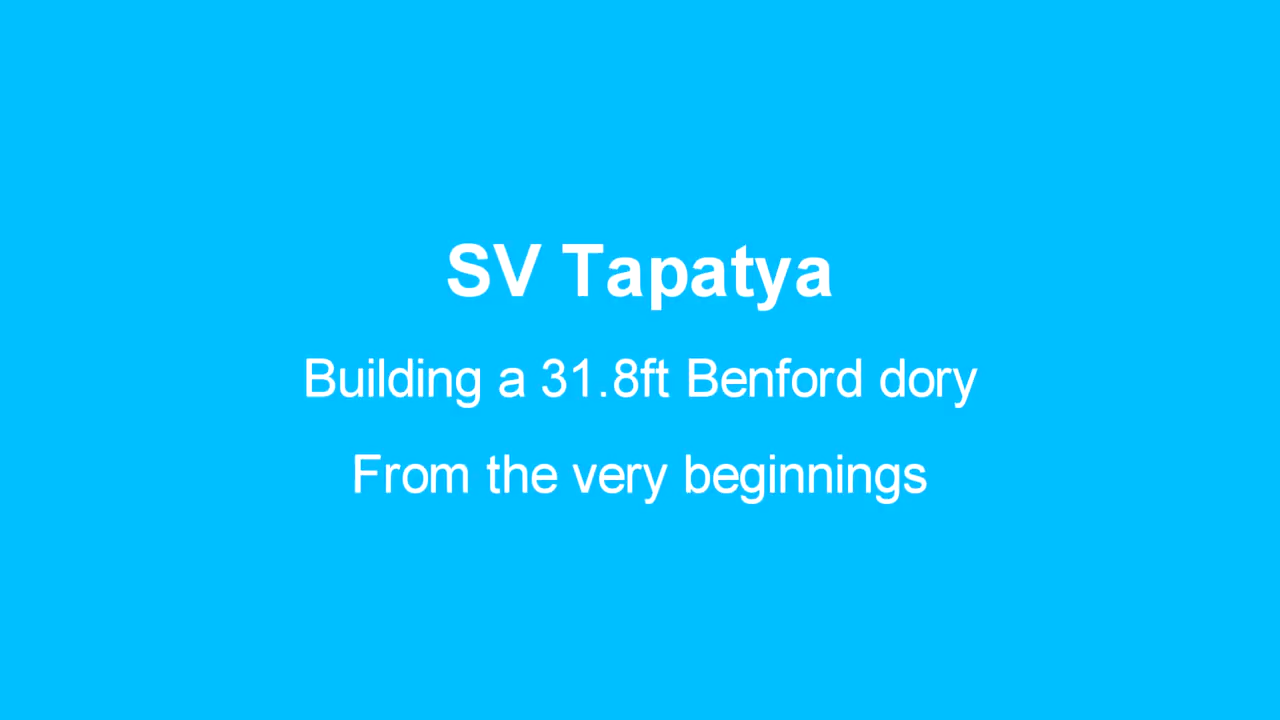 SV Tapatya
Building a 31.8ft Benford dory
From the very beginnings